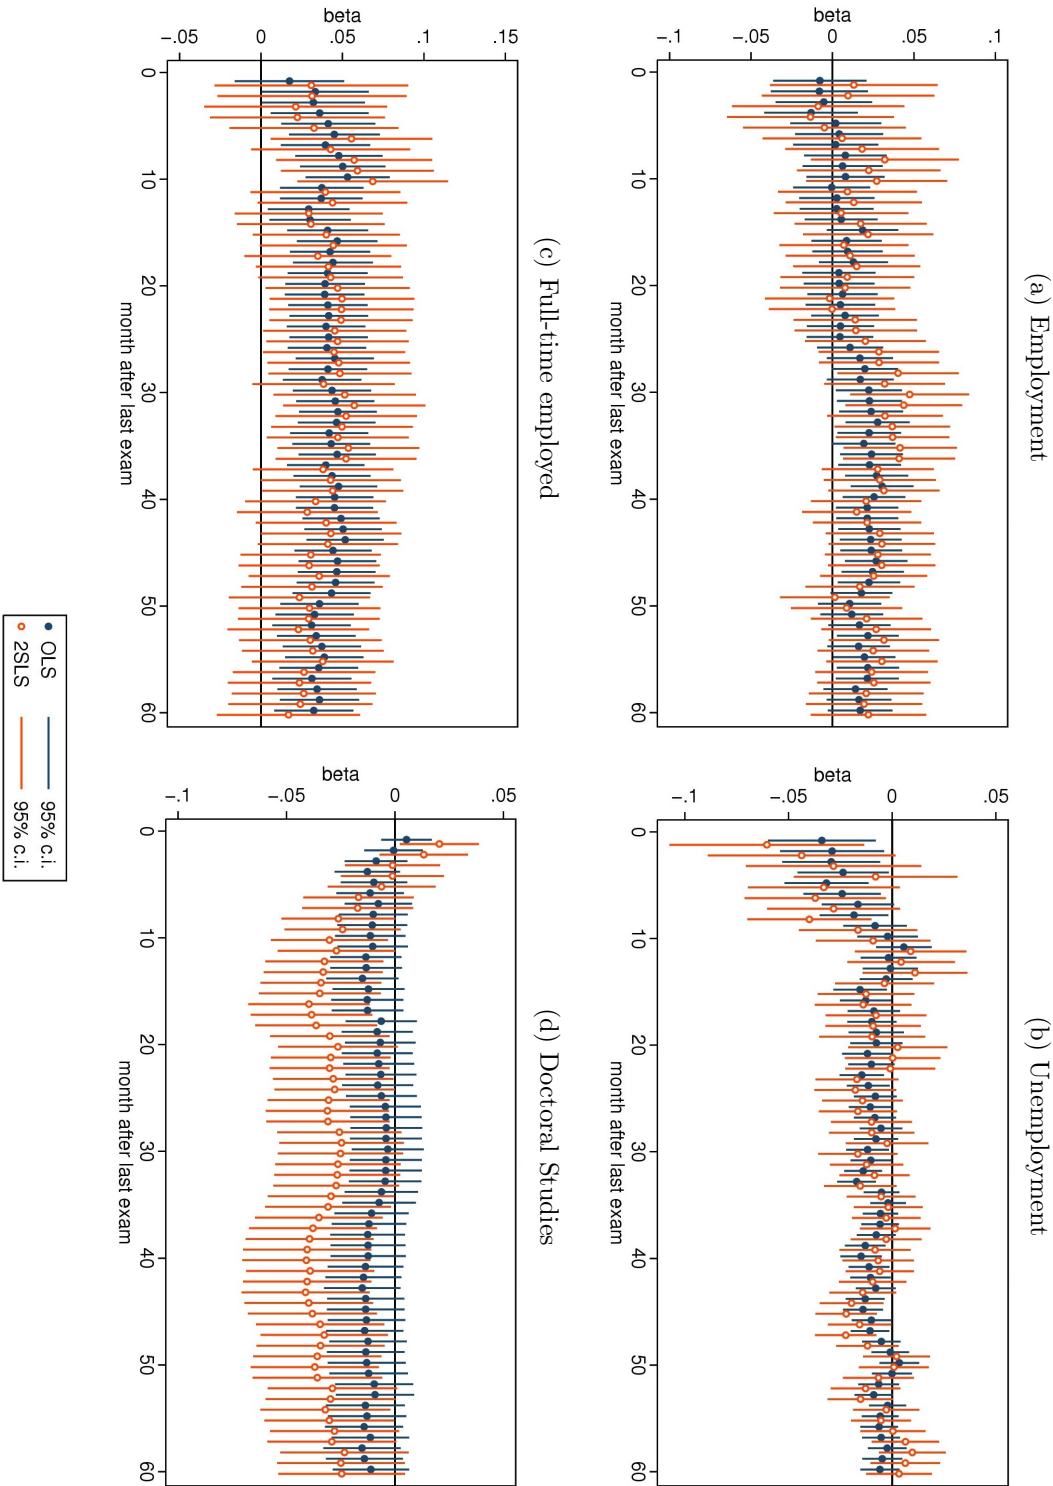 (a) Employment
beta
−.1 −.05 0 .05 .1
0 10 20 30 40 50 60
month after last exam
(b) Unemployment
beta
−.1 −.05 0 .05
0 10 20 30 40 50 60
month after last exam
(c) Full-time employed
beta
−.05 0 .05 .1 .15
0 10 20 30 40 50 60
month after last exam
(d) Doctoral Studies
beta
−.1 −.05 0 .05
0 10 20 30 40 50 60
month after last exam
OLS 95% c.i.
2SLS 95% c.i.